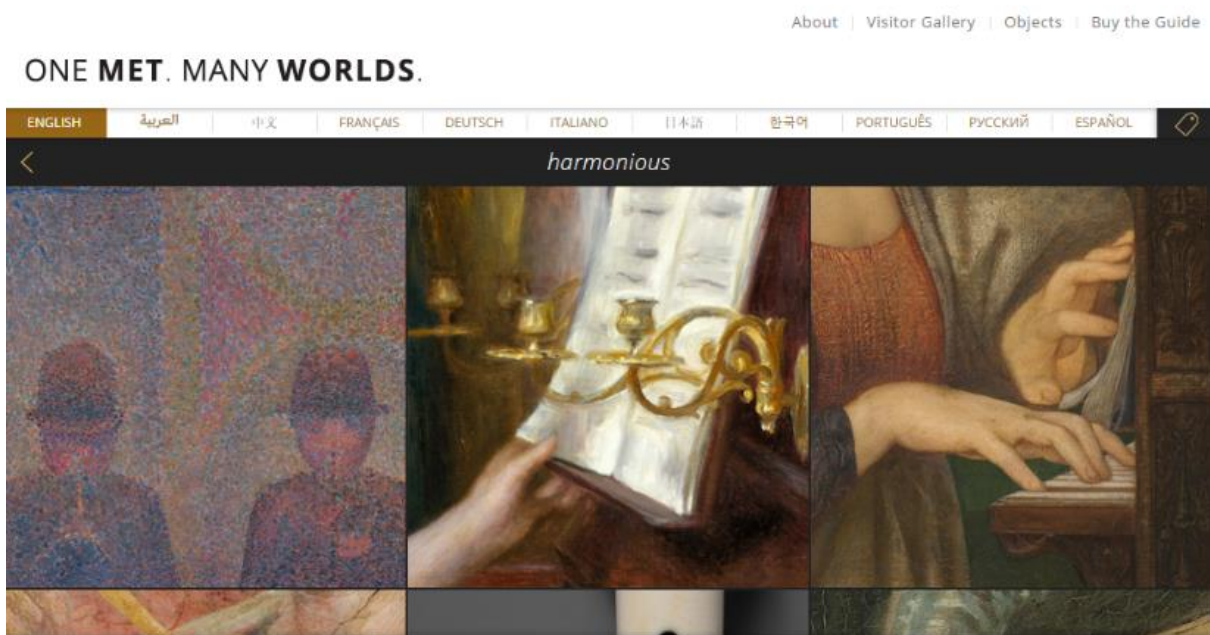 About | Visitor Gallery | Objects | Buy the Guide
ONE MET. MANY WORLDS.
ENGLISH العربية 中文 FRANÇAIS DEUTSCH ITALIANO 日本語 한국어 PORTUGUÊS РУССКИЙ ESPAÑOL
harmonious